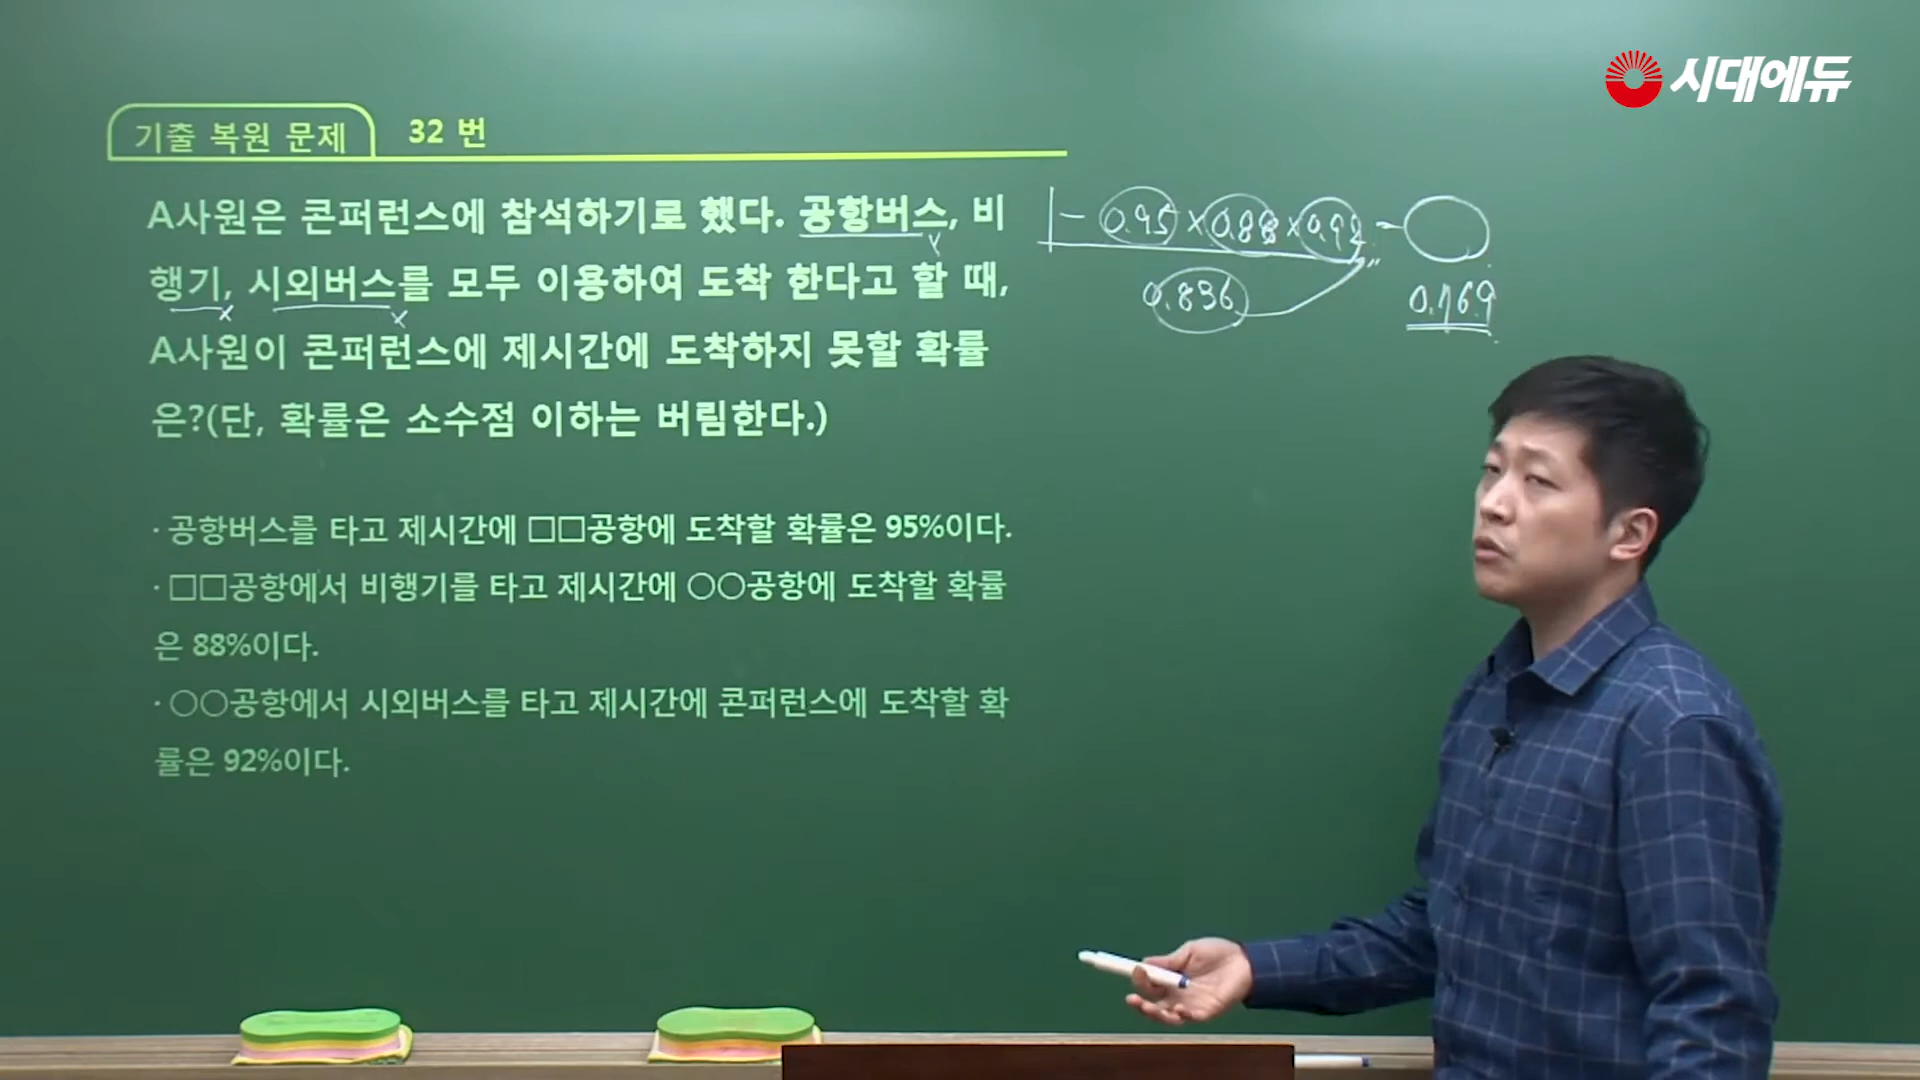 시대에듀
기출 복원 문제 32 번
A사원은 콘퍼런스에 참석하기로 했다. 공항버스, 비
행기, 시외버스를 모두 이용하여 도착 한다고 할 때,
A사원이 콘퍼런스에 제시간에 도착하지 못할 확률
은?(단, 확률은 소수점 이하는 버림한다.)
· 공항버스를 타고 제시간에 □□공항에 도착할 확률은 95%이다.
· □□공항에서 비행기를 타고 제시간에 ○○공항에 도착할 확률
은 88%이다.
· ○○공항에서 시외버스를 타고 제시간에 콘퍼런스에 도착할 확
률은 92%이다.
1 - 0.95 × 0.88 × 0.92 -
0.836
0.769